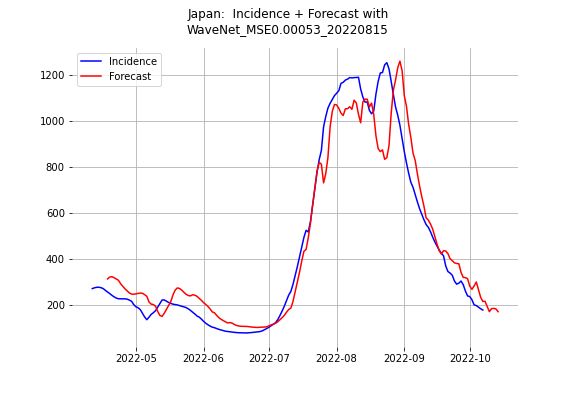 Japan:  Incidence + Forecast with
WaveNet_MSE0.00053_20220815
Incidence
Forecast
1200
1000
800
600
400
200
2022-05 2022-06 2022-07 2022-08 2022-09 2022-10